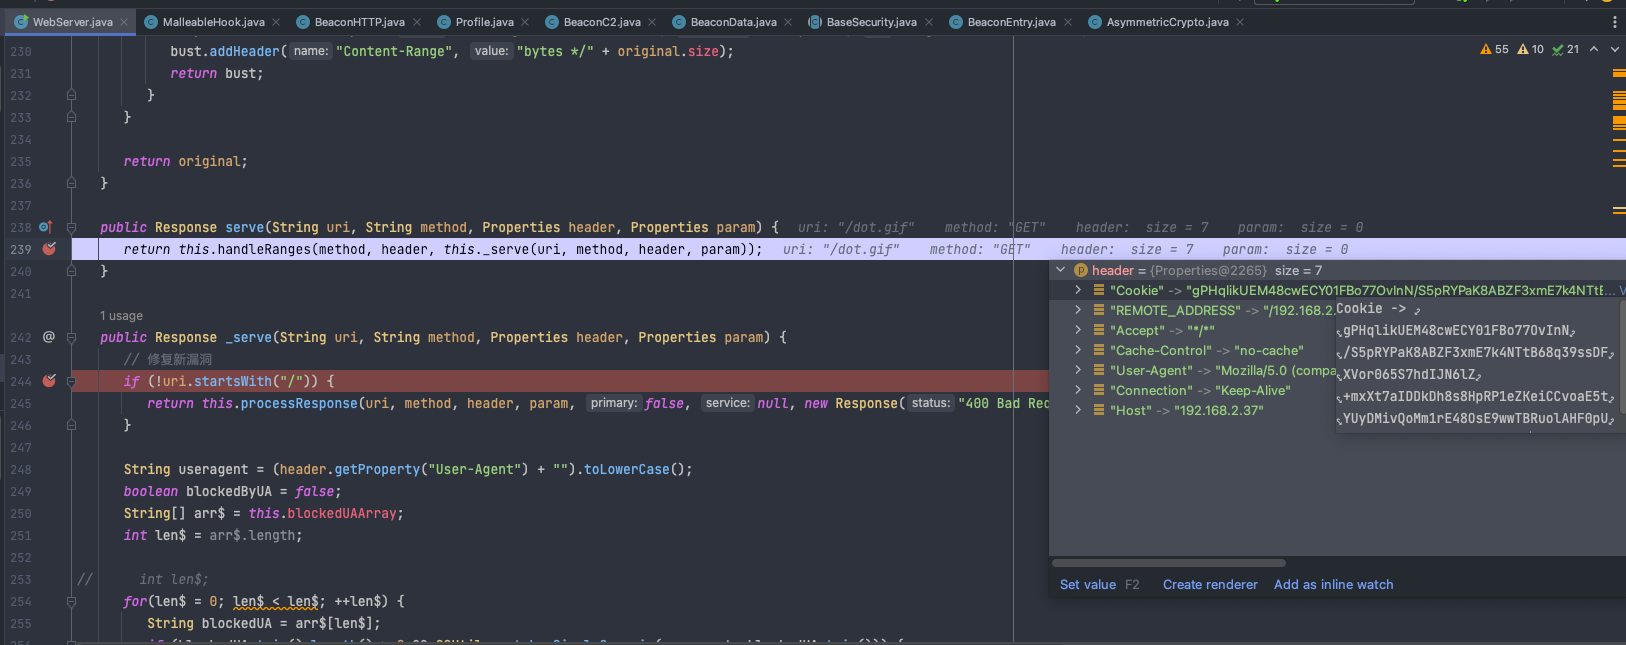 WebServer.java MalleableHook.java BeaconHTTP.java Profile.java BeaconC2.java BeaconData.java BaseSecurity.java BeaconEntry.java AsymmetricCrypto.java
55 10 21
230 bust.addHeader( name: "Content-Range", value: "bytes */" + original.size);
231 return bust;
232 }
233 }
234
235 return original;
236 }
237
238 public Response serve(String uri, String method, Properties header, Properties param) { uri: "/dot.gif" method: "GET" header: size = 7 param: size = 0
239 return this.handleRanges(method, header, this._serve(uri, method, header, param)); uri: "/dot.gif" method: "GET" header: size = 7 param: size = 0
240 }
241
1 usage
242 @ public Response _serve(String uri, String method, Properties header, Properties param) {
243 // 修复新漏洞
244 if (!uri.startsWith("/")) {
245 return this.processResponse(uri, method, header, param, primary: false, service: null, new Response( status: "400 Bad Req
246 }
247
248 String useragent = (header.getProperty("User-Agent") + "").toLowerCase();
249 boolean blockedByUA = false;
250 String[] arr$ = this.blockedUAArray;
251 int len$ = arr$.length;
252
253 // int len$;
254 for(len$ = 0; len$ < len$; ++len$) {
255 String blockedUA = arr$[len$];
header = {Properties@2265} size = 7
"Cookie" -> "gPHqlikUEM48cwECY01FBo77OvInN/S5pRYPaK8ABZF3xmE7k4NTtE...
"REMOTE_ADDRESS" -> "/192.168.2.
"Accept" -> "*/*"
"Cache-Control" -> "no-cache"
"User-Agent" -> "Mozilla/5.0 (compa
"Connection" -> "Keep-Alive"
"Host" -> "192.168.2.37"
Cookie ->
gPHqlikUEM48cwECY01FBo77OvInN
/S5pRYPaK8ABZF3xmE7k4NTtB68q39ssDF
XVor065S7hdIJN6lZ
+mxXt7aIDDkDh8s8HpRP1eZKeiCCvoaE5t
YUyDMivQoMm1rE48OsE9wwTBRuolAHF0pU
Set value F2 Create renderer Add as inline watch